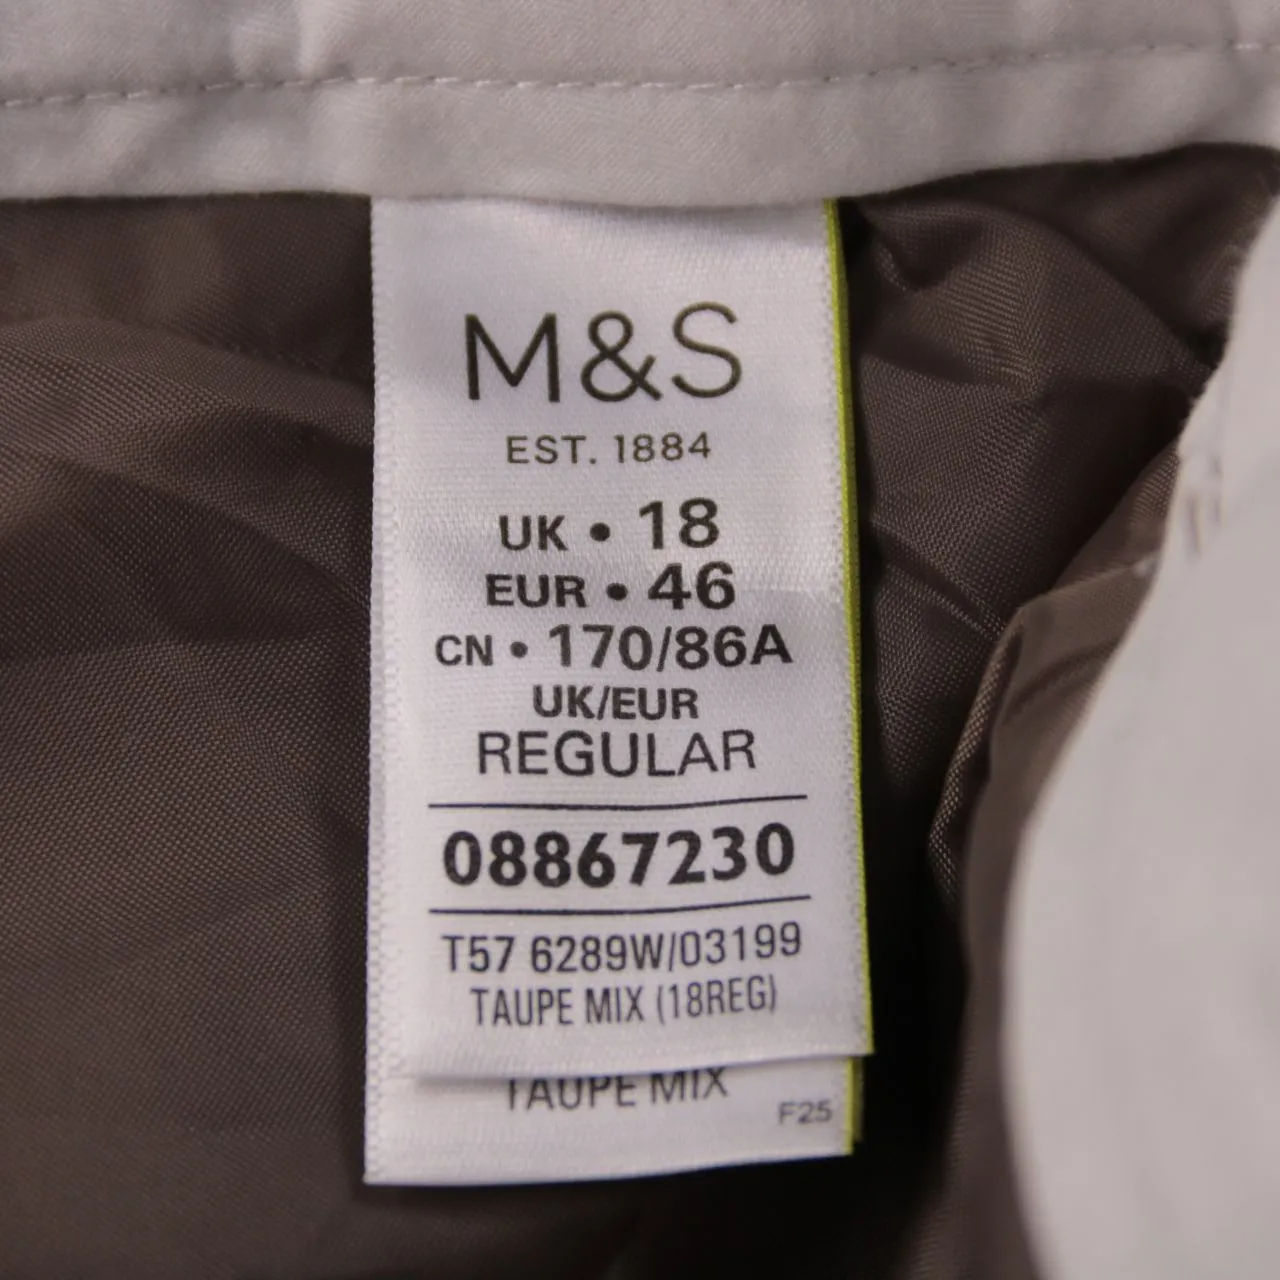 M&S
EST. 1884
UK • 18
EUR • 46
CN • 170/86A
UK/EUR
REGULAR
08867230
T57 6289W/03199
TAUPE MIX (18REG)
TAUPE MIX
F25